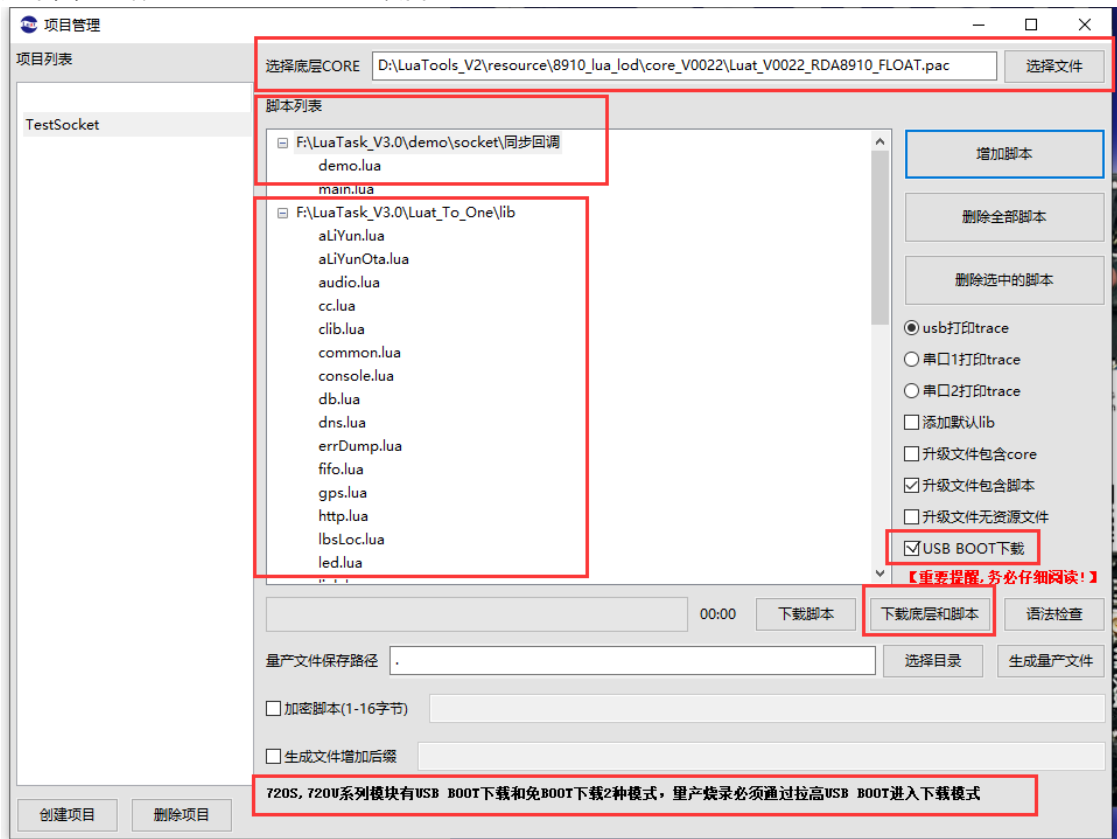 项目管理
项目列表
TestSocket
选择底层CORE D:\LuaTools_V2\resource\8910_lua_lod\core_V0022\Luat_V0022_RDA8910_FLOAT.pac 选择文件
脚本列表
F:\LuaTask_V3.0\demo\socket\同步回调
demo.lua
main.lua
F:\LuaTask_V3.0\Luat_To_One\lib
aLiYun.lua
aLiYunOta.lua
audio.lua
cc.lua
clib.lua
common.lua
console.lua
db.lua
dns.lua
errDump.lua
fifo.lua
gps.lua
http.lua
lbsLoc.lua
led.lua
增加脚本
删除全部脚本
删除选中的脚本
usb打印trace
串口1打印trace
串口2打印trace
添加默认lib
升级文件包含core
升级文件包含脚本
升级文件无资源文件
USB BOOT下载
【重要提醒,务必仔细阅读!】
00:00 下载脚本 下载底层和脚本 语法检查
量产文件保存路径 . 选择目录 生成量产文件
加密脚本(1-16字节)
生成文件增加后缀
720S,720U系列模块有USB BOOT下载和免BOOT下载2种模式，量产烧录必须通过拉高USB BOOT进入下载模式
创建项目 删除项目